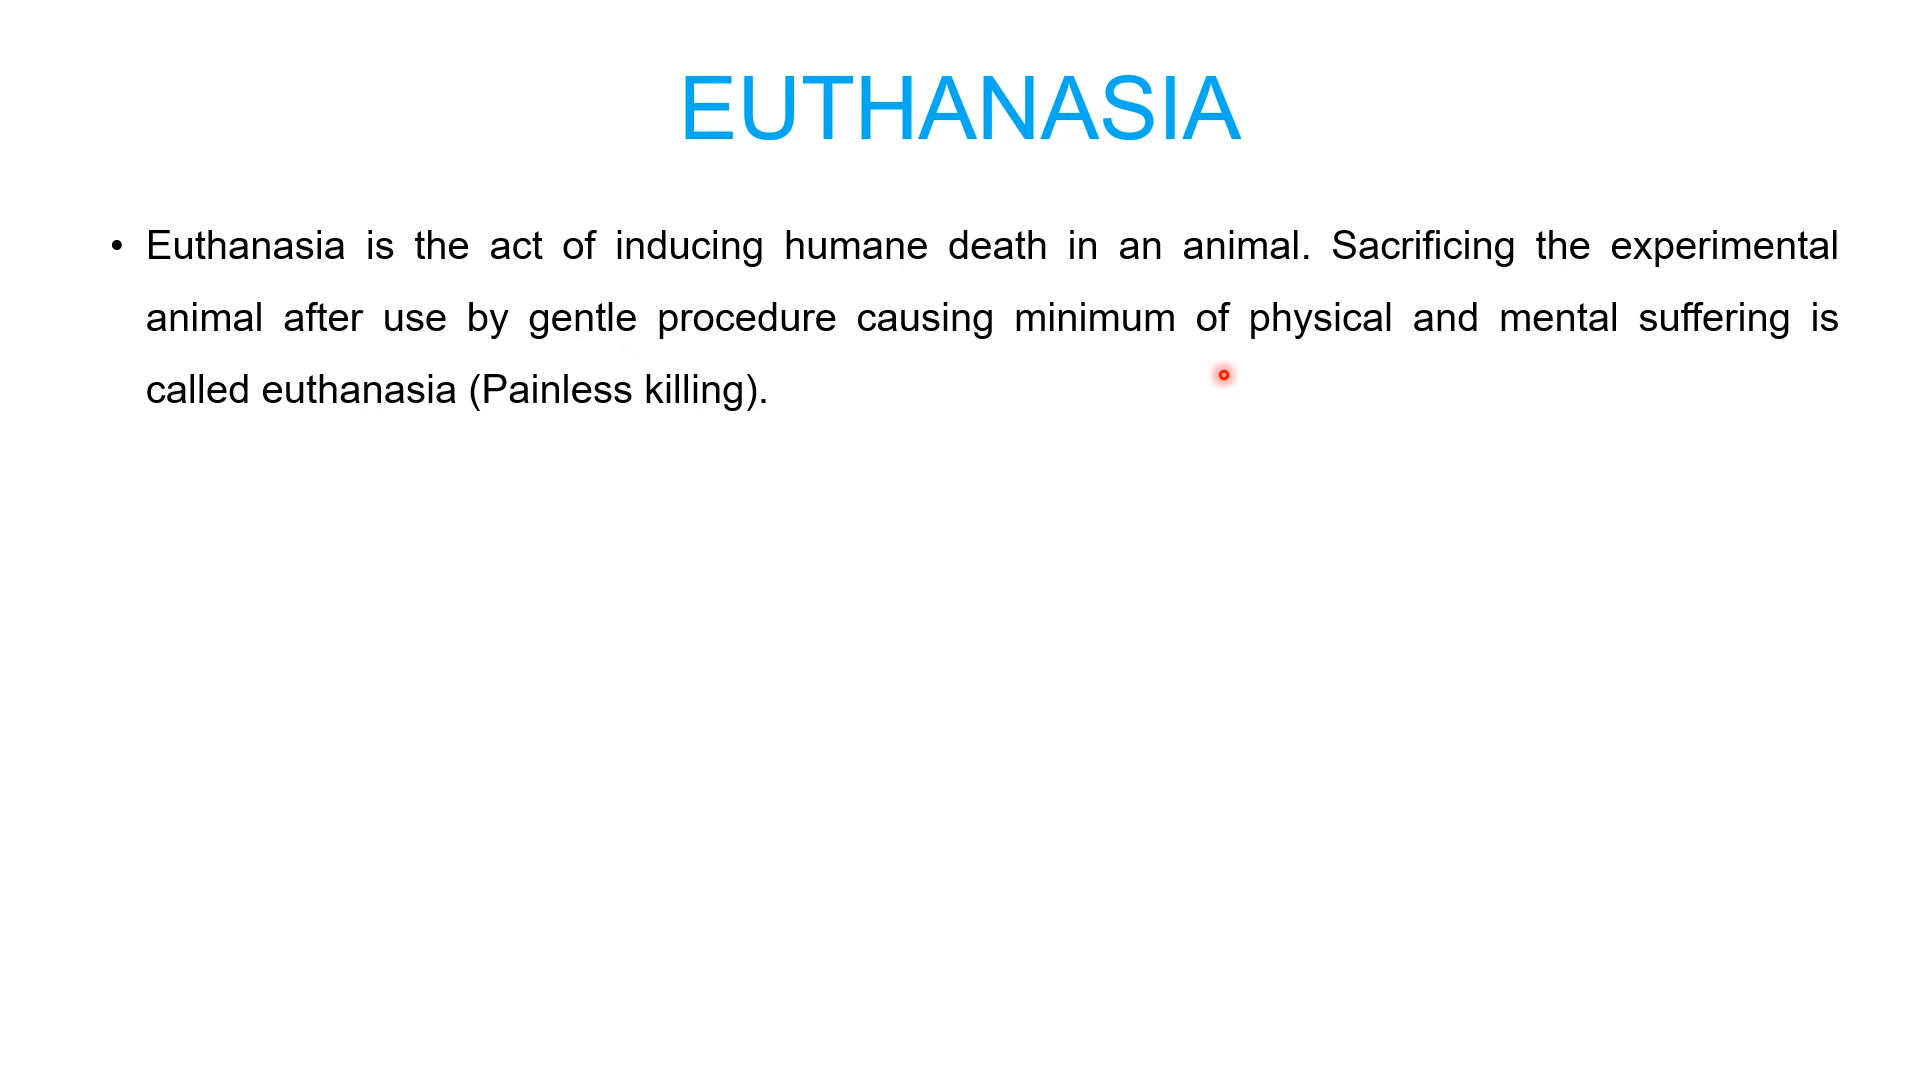 EUTHANASIA
• Euthanasia is the act of inducing humane death in an animal. Sacrificing the experimental
animal after use by gentle procedure causing minimum of physical and mental suffering is
called euthanasia (Painless killing).